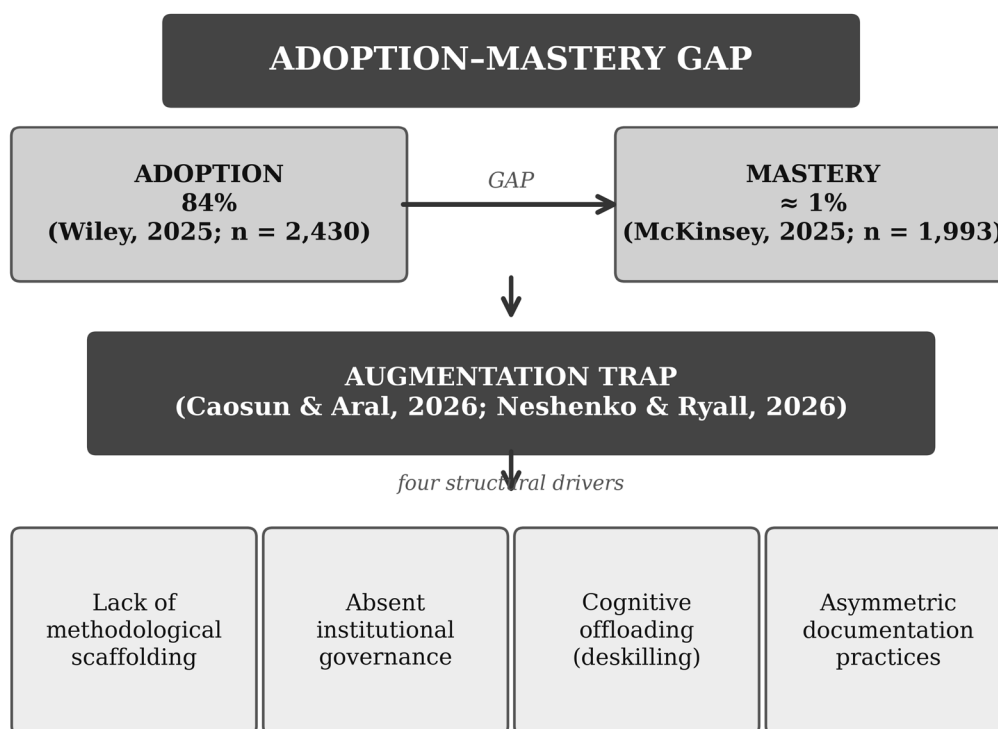 ADOPTION–MASTERY GAP
ADOPTION
84%
(Wiley, 2025; n = 2,430)
GAP
MASTERY
≈ 1%
(McKinsey, 2025; n = 1,993)
AUGMENTATION TRAP
(Caosun & Aral, 2026; Neshenko & Ryall, 2026)
four structural drivers
Lack of
methodological
scaffolding
Absent
institutional
governance
Cognitive
offloading
(deskilling)
Asymmetric
documentation
practices